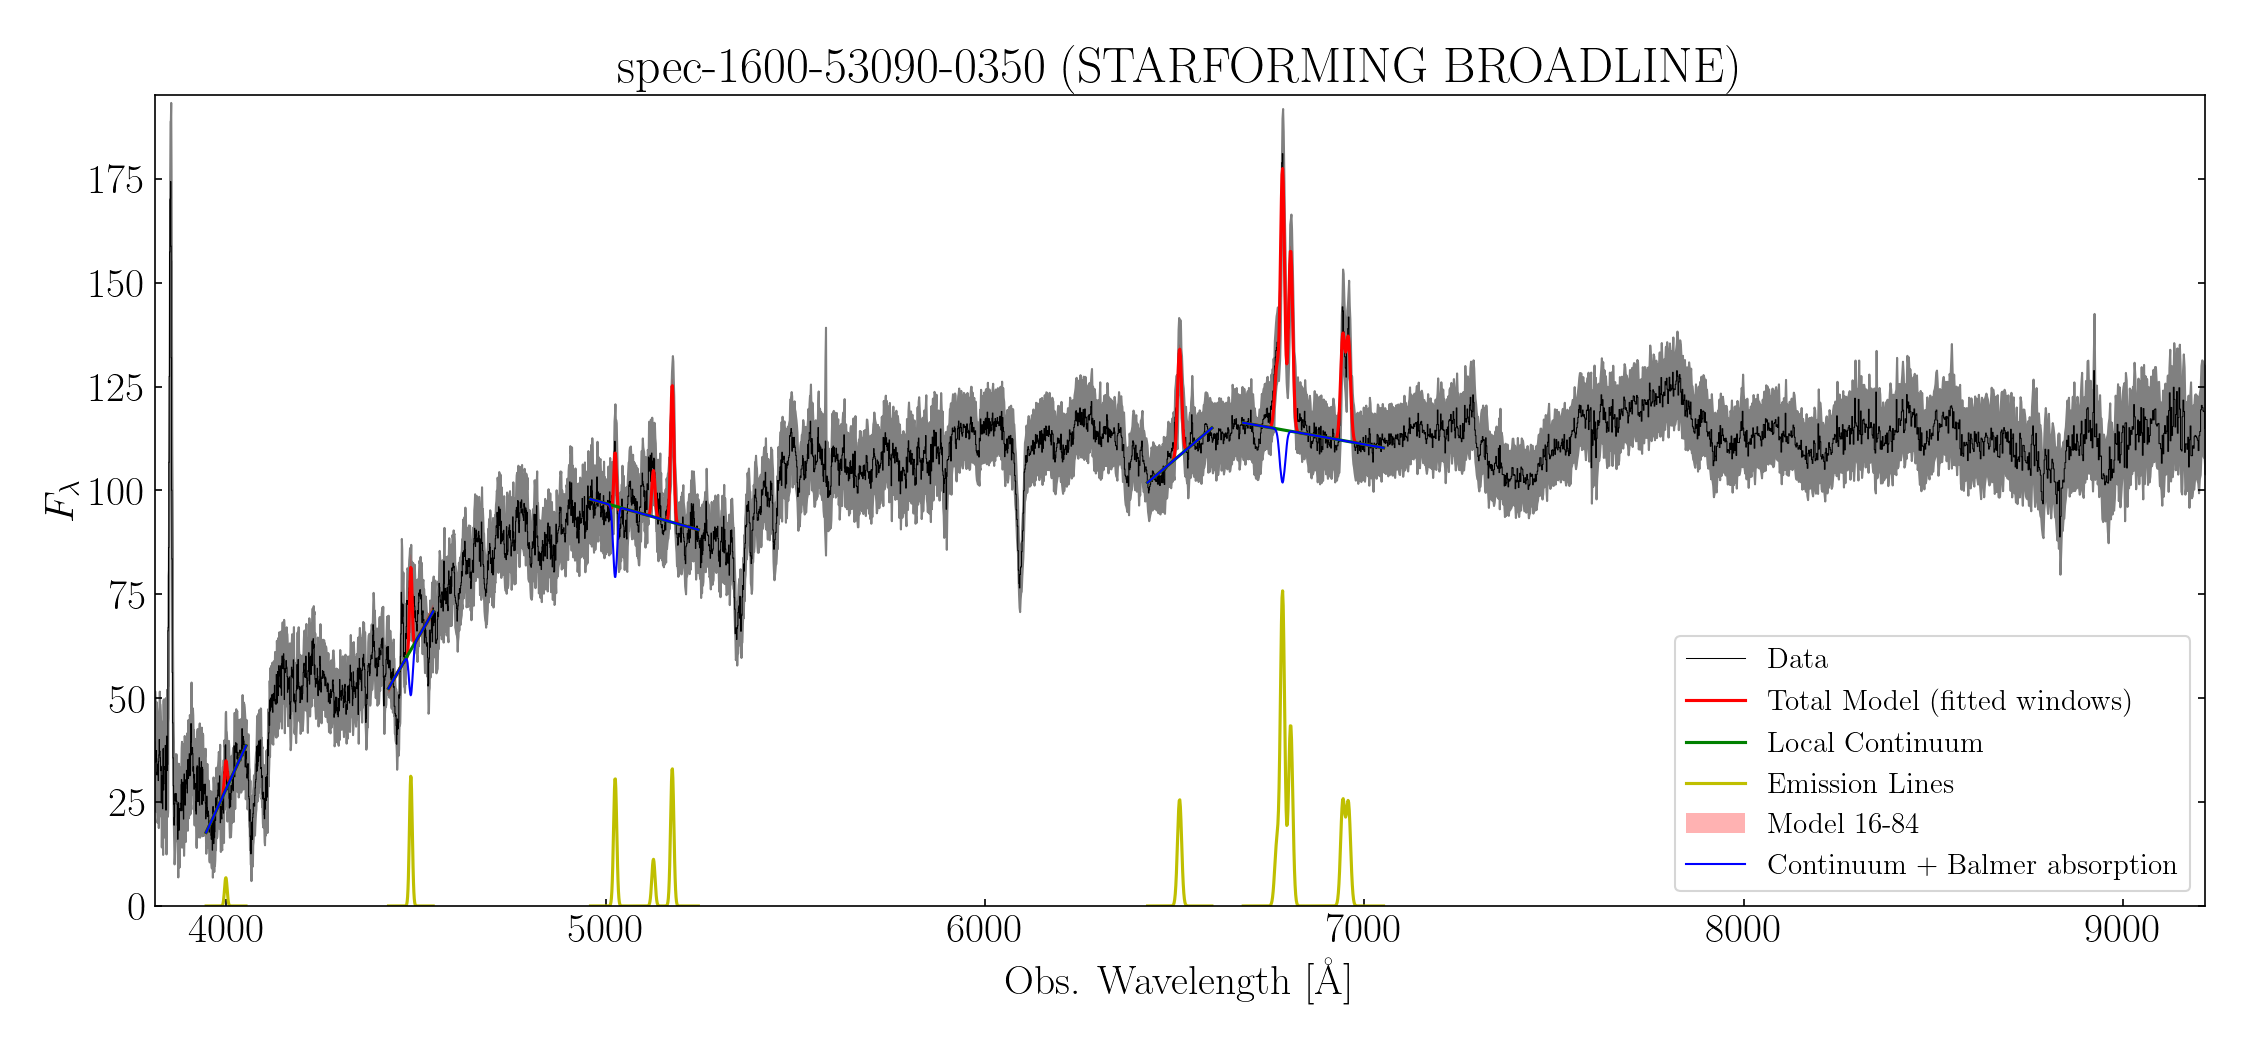 spec-1600-53090-0350 (STARFORMING BROADLINE)
175
150
125
100
75
50
25
0
F_λ
4000 5000 6000 7000 8000 9000
Obs. Wavelength [Å]
Data
Total Model (fitted windows)
Local Continuum
Emission Lines
Model 16-84
Continuum + Balmer absorption